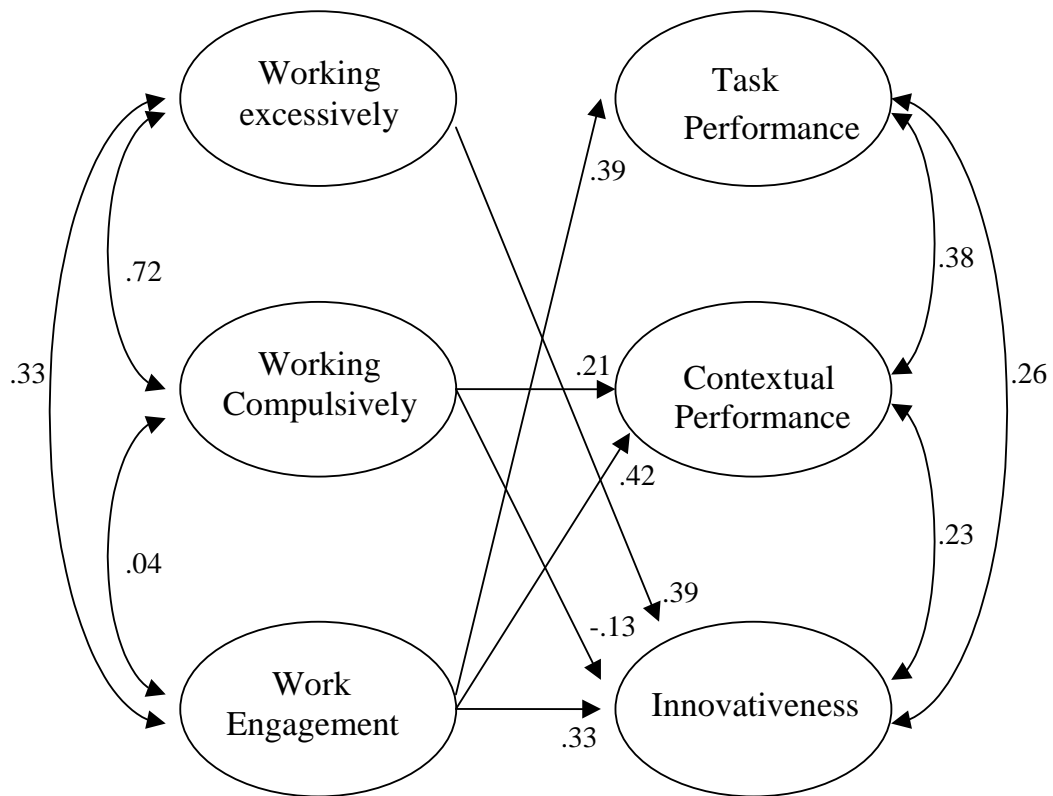 Working
excessively
Task
Performance
.39
.72
.38
.33
Working
Compulsively
.21
Contextual
Performance
.26
.42
.04
.23
.39
-.13
Work
Engagement
.33
Innovativeness